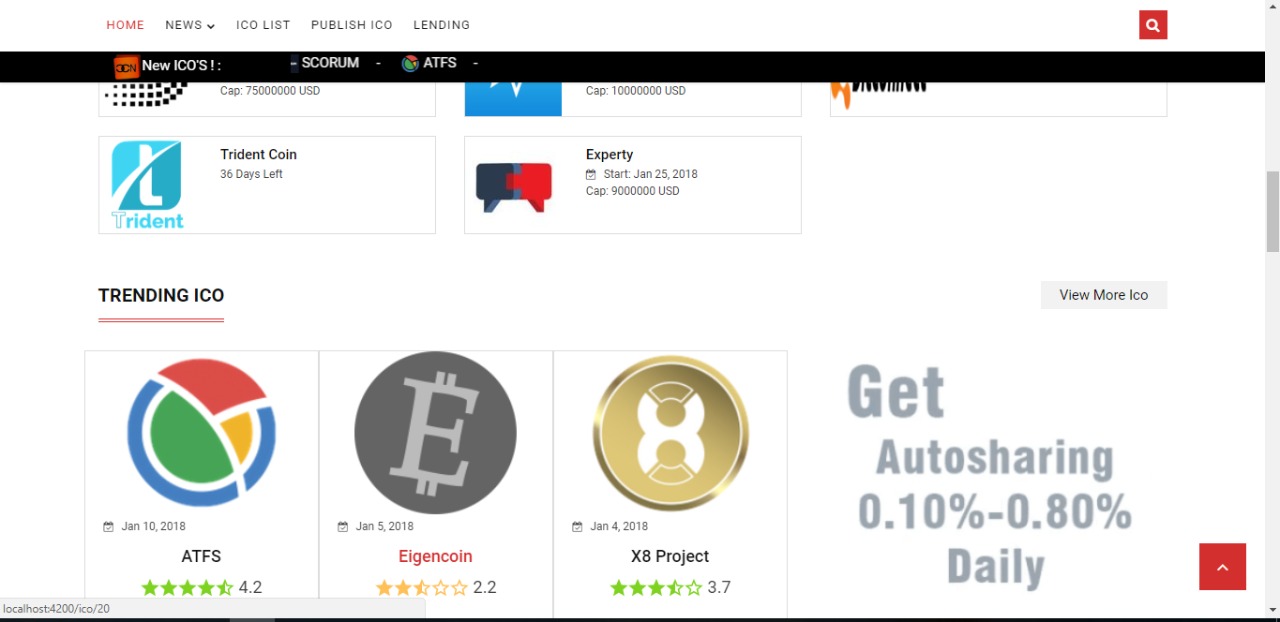 HOME NEWS ICO LIST PUBLISH ICO LENDING
New ICO'S ! : - SCORUM - ATFS -
Cap: 75000000 USD
Cap: 10000000 USD
Trident
Trident Coin
36 Days Left
Experty
Start: Jan 25, 2018
Cap: 9000000 USD
TRENDING ICO
View More Ico
Jan 10, 2018
ATFS
4.2
Jan 5, 2018
Eigencoin
2.2
Jan 4, 2018
X8 Project
3.7
Get
Autosharing
0.10%-0.80%
Daily
localhost:4200/ico/20